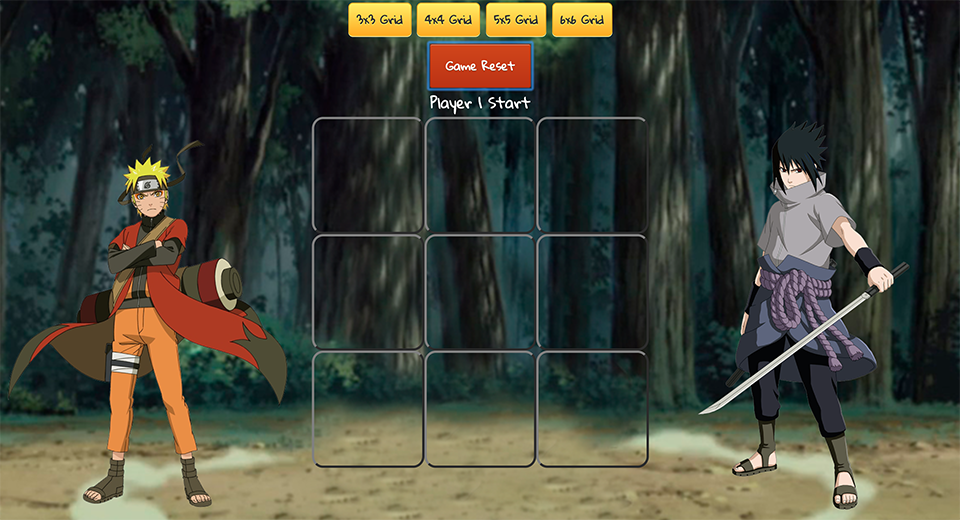 3x3 Grid
4x4 Grid
5x5 Grid
6x6 Grid
Game Reset
Player 1 Start